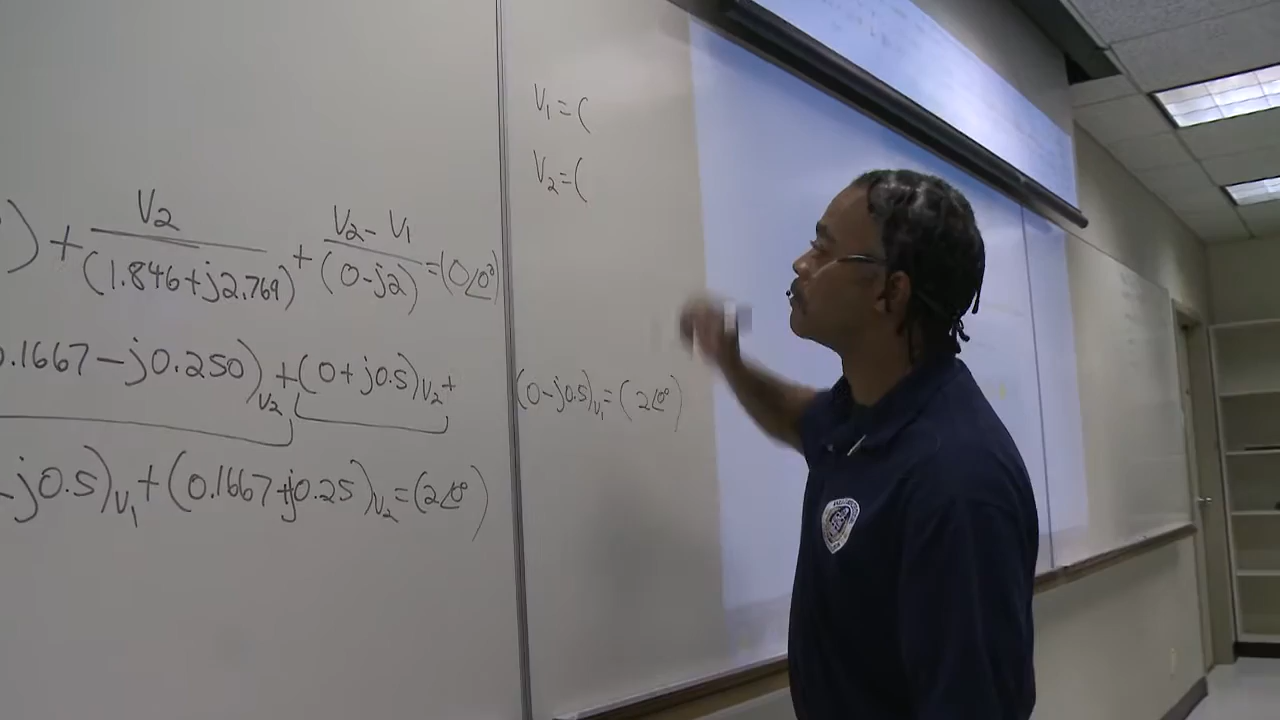 V₁ = (
V₂ = (
) + V₂/(1.846+j2.769) + (V₂ - V₁)/(0-j2) = (0∠0°)
0.1667 - j0.250)V₂ + (0+j0.5)V₂ + (0-j0.5)V₁ = (2∠0°)
-j0.5)V₁ + (0.1667+j0.25)V₂ = (2∠0°)